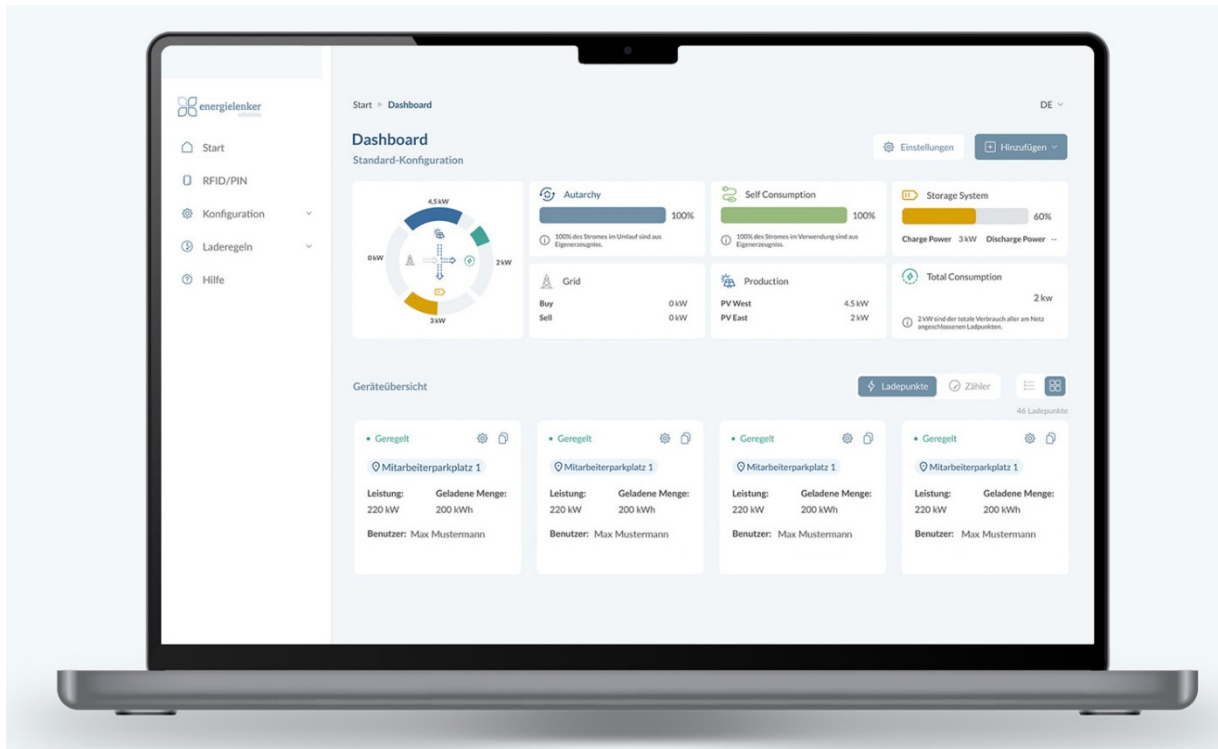 energielenker
solutions
Start
RFID/PIN
Konfiguration
Laderegeln
Hilfe
Start Dashboard
DE
Dashboard
Standard-Konfiguration
Einstellungen
Hinzufügen
4.5 kW
0 kW
2 kW
3 kW
Autarchy
100%
100% des Stromes im Umlauf sind aus
Eigenerzeugniss.
Self Consumption
100%
100% des Stromes im Verwendung sind aus
Eigenerzeugniss.
Storage System
60%
Charge Power 3 kW Discharge Power --
Grid
Buy 0 kW
Sell 0 kW
Production
PV West 4.5 kW
PV East 2 kW
Total Consumption
2 kw
2 kW sind der totale Verbrauch aller am Netz
angeschlossenen Ladpunkten.
Geräteübersicht
Ladepunkte
Zähler
46 Ladepunkte
Geregelt
Mitarbeiterparkplatz 1
Leistung: Geladene Menge:
220 kW 200 kWh
Benutzer: Max Mustermann
Geregelt
Mitarbeiterparkplatz 1
Leistung: Geladene Menge:
220 kW 200 kWh
Benutzer: Max Mustermann
Geregelt
Mitarbeiterparkplatz 1
Leistung: Geladene Menge:
220 kW 200 kWh
Benutzer: Max Mustermann
Geregelt
Mitarbeiterparkplatz 1
Leistung: Geladene Menge:
220 kW 200 kWh
Benutzer: Max Mustermann